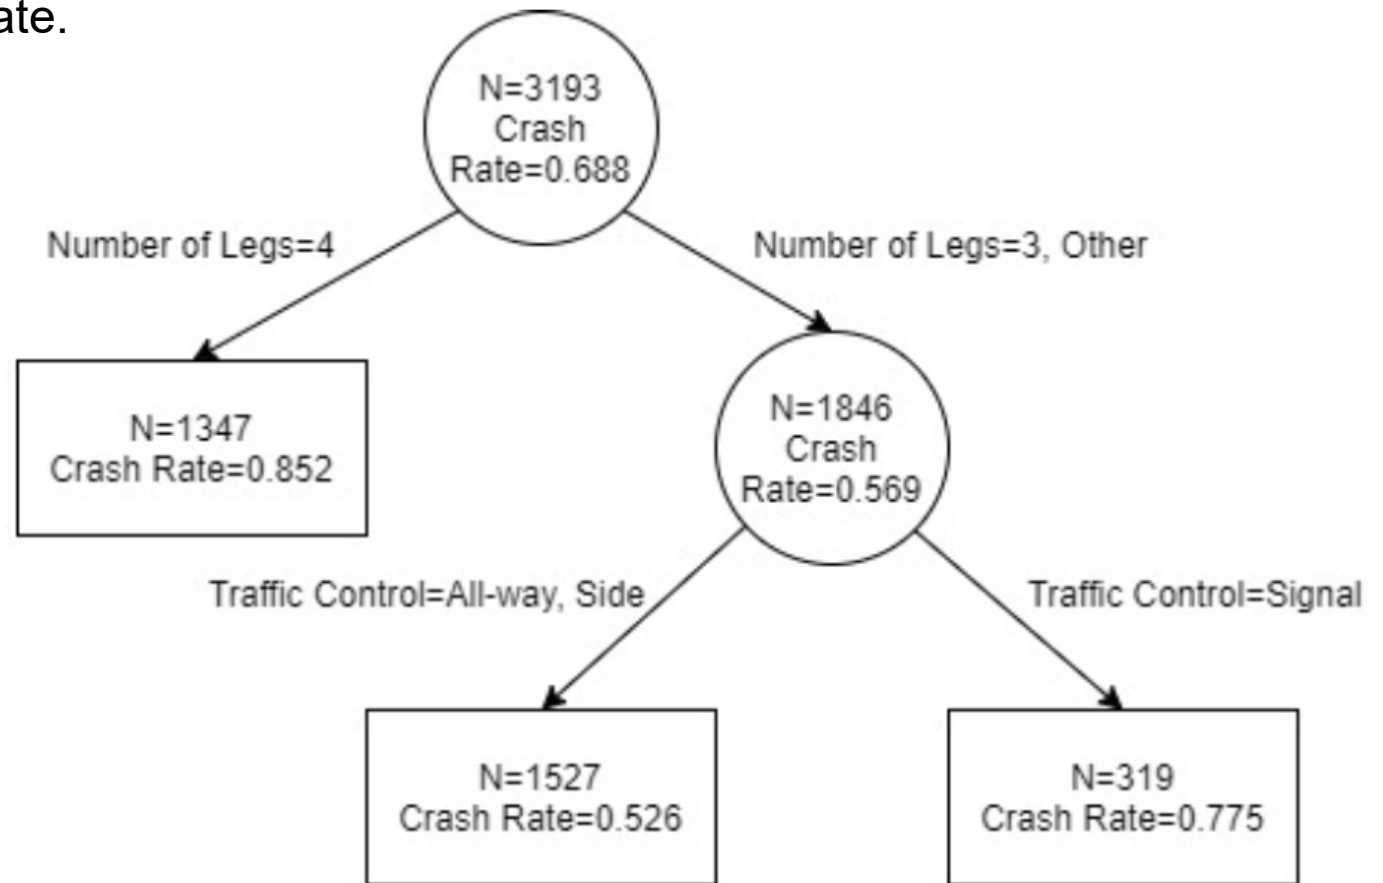 ate.
N=3193
Crash
Rate=0.688
Number of Legs=4
Number of Legs=3, Other
N=1347
Crash Rate=0.852
N=1846
Crash
Rate=0.569
Traffic Control=All-way, Side
Traffic Control=Signal
N=1527
Crash Rate=0.526
N=319
Crash Rate=0.775